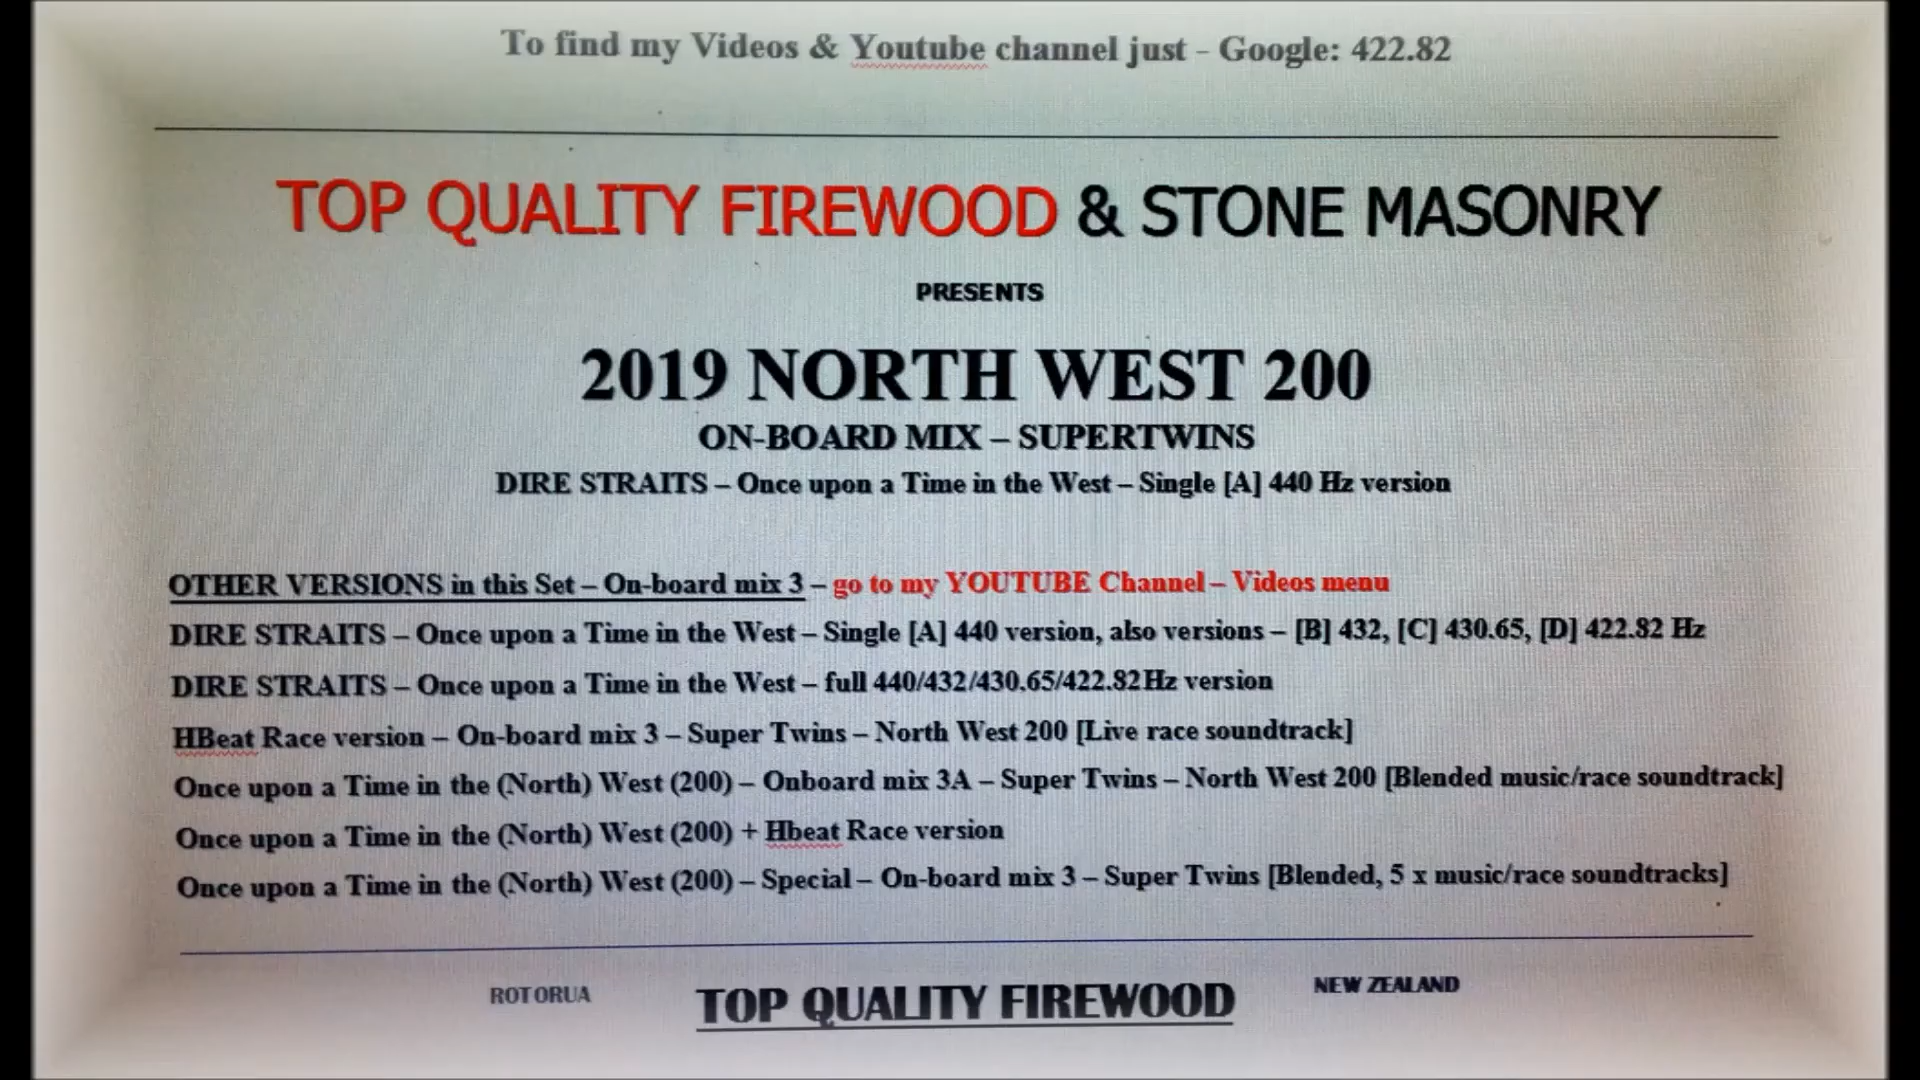 To find my Videos & Youtube channel just - Google: 422.82
TOP QUALITY FIREWOOD & STONE MASONRY
PRESENTS
2019 NORTH WEST 200
ON-BOARD MIX – SUPERTWINS
DIRE STRAITS – Once upon a Time in the West – Single [A] 440 Hz version
OTHER VERSIONS in this Set – On-board mix 3 – go to my YOUTUBE Channel – Videos menu
DIRE STRAITS – Once upon a Time in the West – Single [A] 440 version, also versions – [B] 432, [C] 430.65, [D] 422.82 Hz
DIRE STRAITS – Once upon a Time in the West – full 440/432/430.65/422.82Hz version
HBeat Race version – On-board mix 3 – Super Twins – North West 200 [Live race soundtrack]
Once upon a Time in the (North) West (200) – Onboard mix 3A – Super Twins – North West 200 [Blended music/race soundtrack]
Once upon a Time in the (North) West (200) + Hbeat Race version
Once upon a Time in the (North) West (200) – Special – On-board mix 3 – Super Twins [Blended, 5 x music/race soundtracks]
ROTORUA TOP QUALITY FIREWOOD NEW ZEALAND